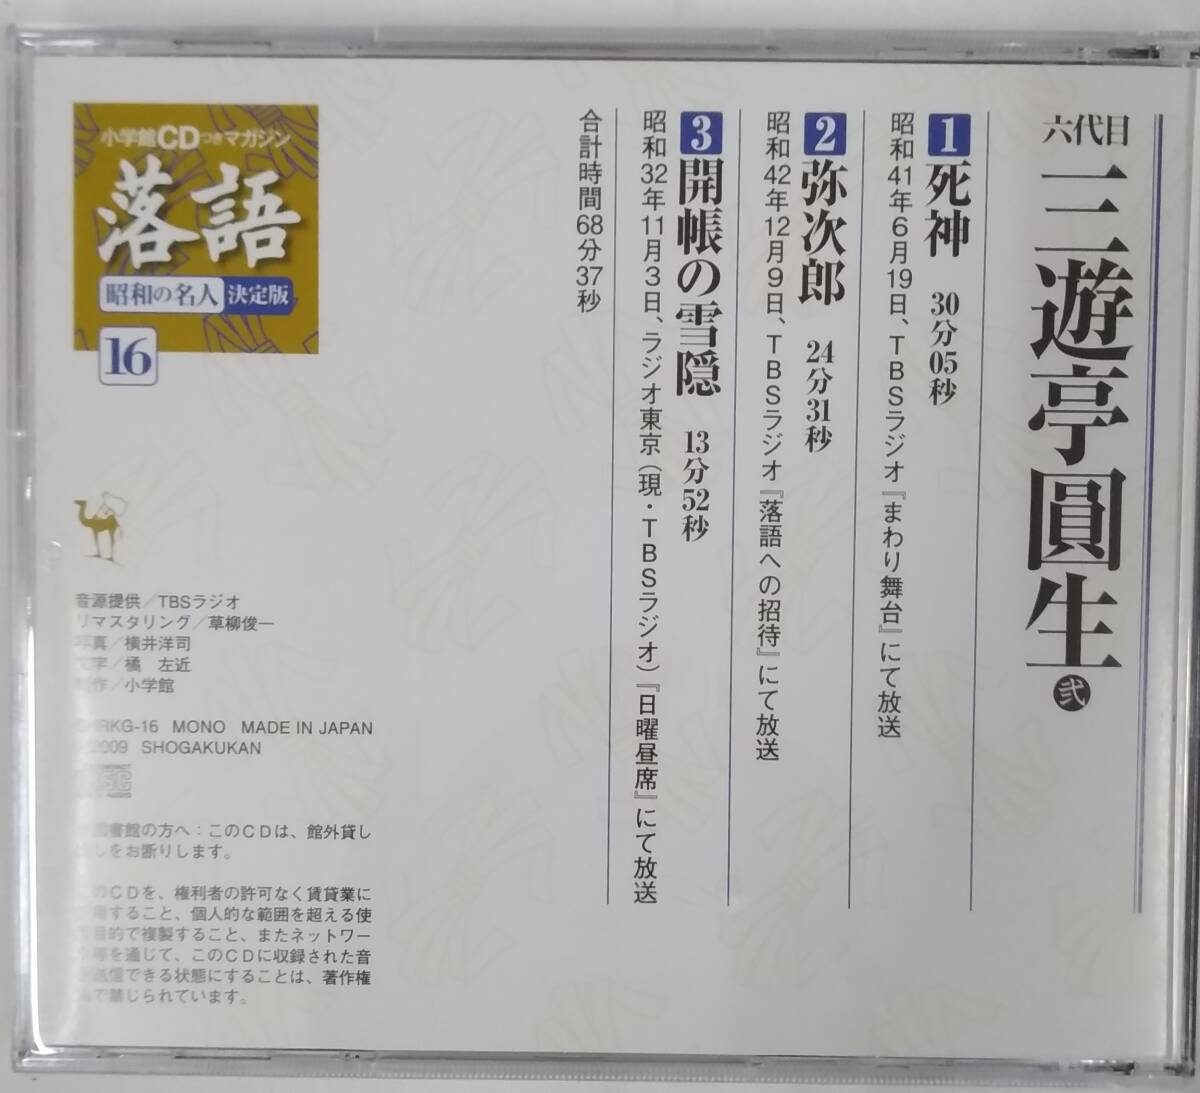 六代目
三遊亭圓生 弐
1 死神 30分05秒
昭和41年6月19日、TBSラジオ『まわり舞台』にて放送
2 弥次郎 24分31秒
昭和42年12月9日、TBSラジオ『落語への招待』にて放送
3 開帳の雪隠 13分52秒
昭和32年11月3日、ラジオ東京(現・TBSラジオ)『日曜昼席』にて放送
合計時間68分37秒
小学館CDつきマガジン
落語
昭和の名人 決定版
16
音源提供/TBSラジオ
リマスタリング/草柳俊一
写真/横井洋司
文字/橘 左近
制作/小学館
RKG-16 MONO MADE IN JAPAN
2009 SHOGAKUKAN
図書館の方へ:このCDは、館外貸し
出しをお断りします。
このCDを、権利者の許可なく賃貸業に
使用すること、個人的な範囲を超える使
用目的で複製すること、またネットワー
ク等を通じて、このCDに収録された音
を送信できる状態にすることは、著作権
法で禁じられています。